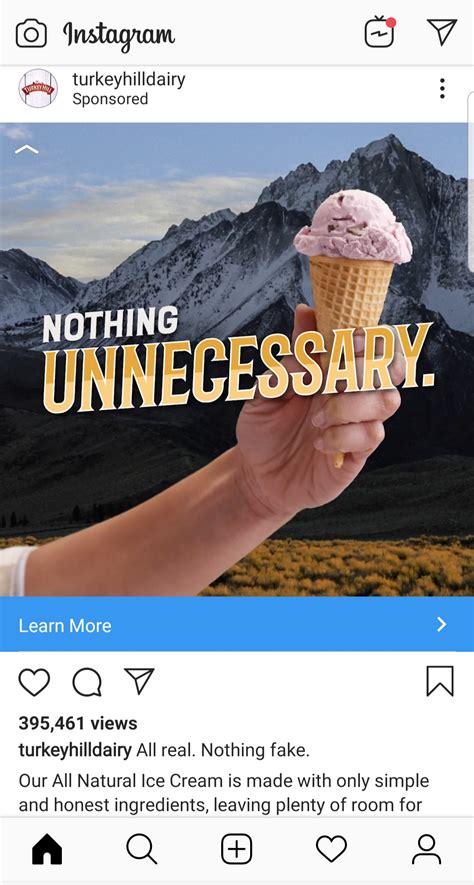 Instagram
TURKEY HILL
turkeyhilldairy
Sponsored
NOTHING
UNNECESSARY.
Learn More
395,461 views
turkeyhilldairy All real. Nothing fake.
Our All Natural Ice Cream is made with only simple
and honest ingredients, leaving plenty of room for